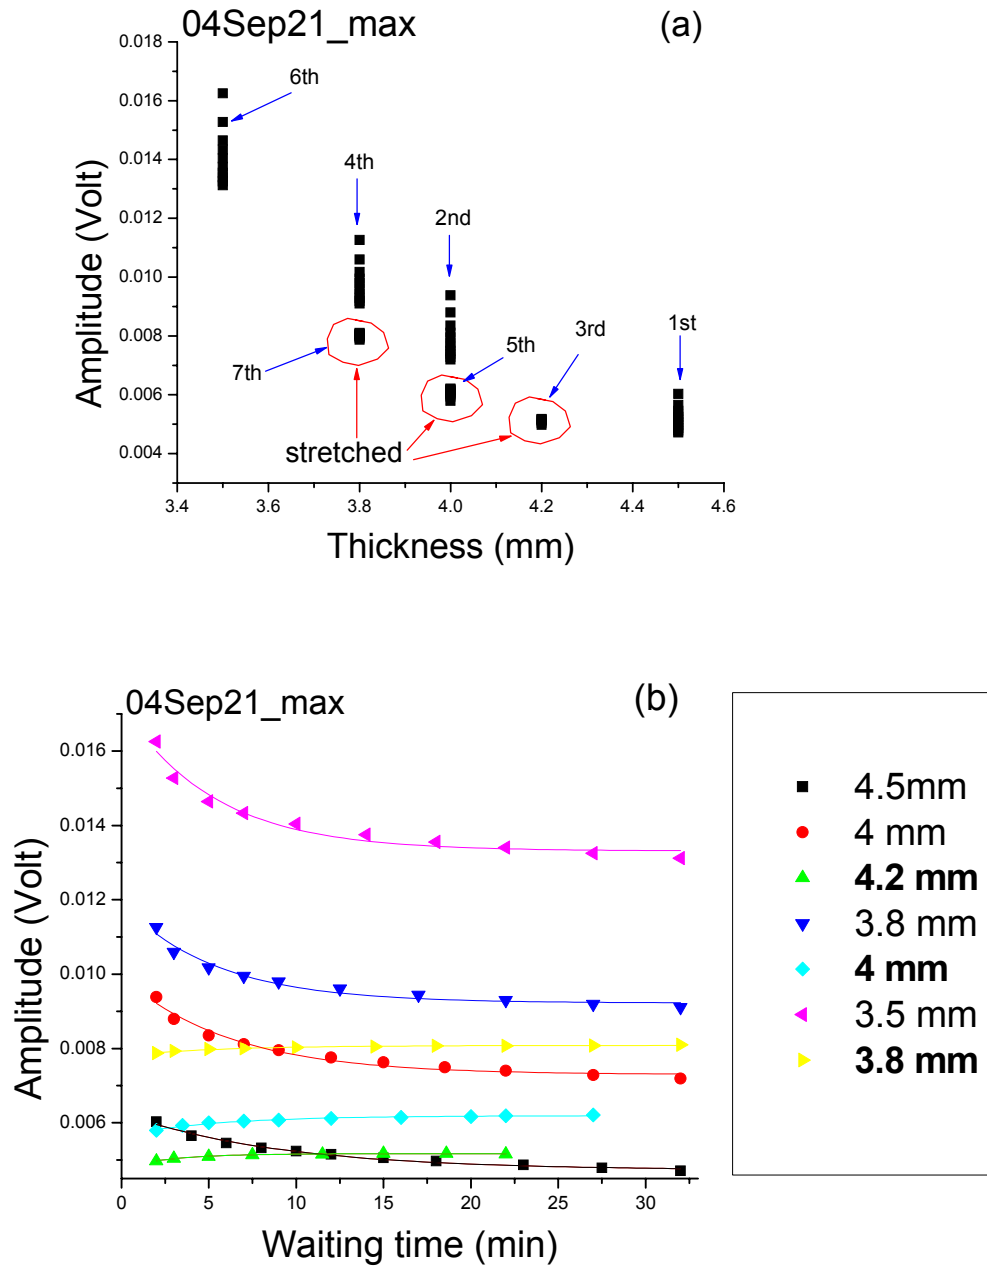 04Sep21_max
(a)
0.018
0.016
0.014
0.012
0.010
0.008
0.006
0.004
Amplitude (Volt)
6th
4th
2nd
1st
3rd
5th
7th
stretched
3.4 3.6 3.8 4.0 4.2 4.4 4.6
Thickness (mm)
04Sep21_max
(b)
0.016
0.014
0.012
0.010
0.008
0.006
Amplitude (Volt)
0 5 10 15 20 25 30
Waiting time (min)
4.5mm
4 mm
4.2 mm
3.8 mm
4 mm
3.5 mm
3.8 mm